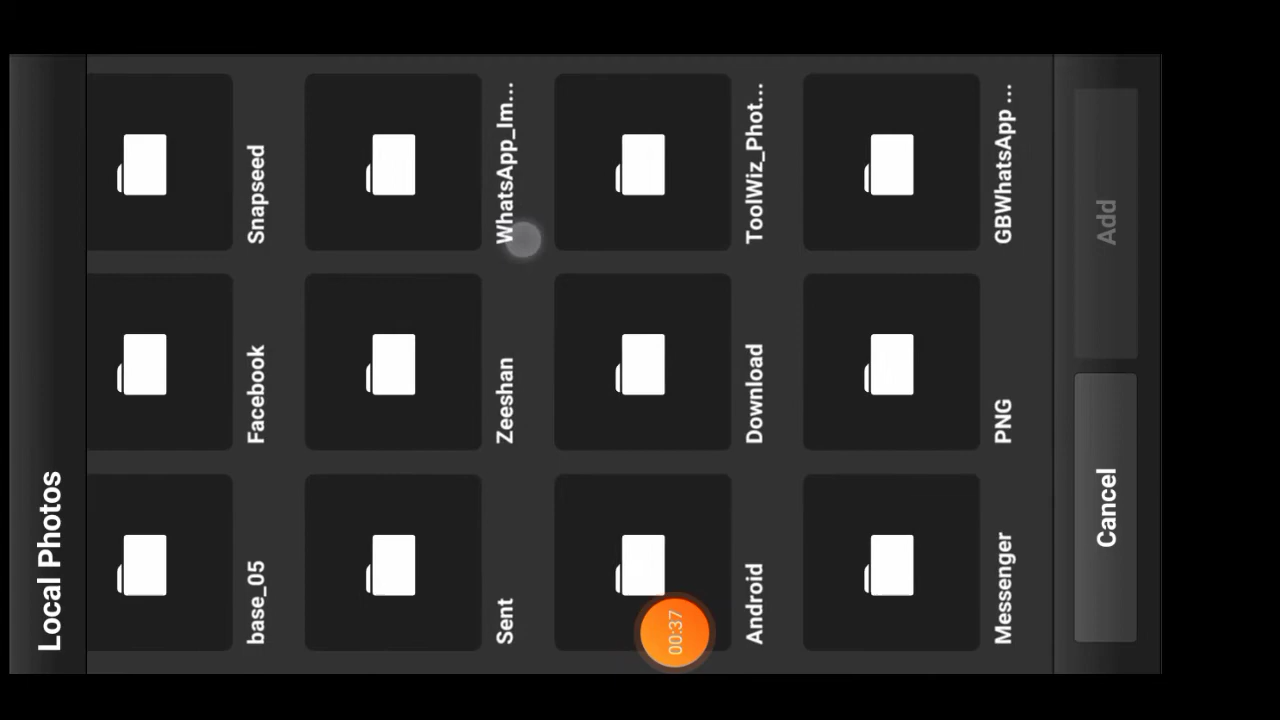 Local Photos
base_05
Facebook
Snapseed
Sent
Zeeshan
WhatsApp_Im...
Android
Download
ToolWiz_Phot...
00:37
Messenger
PNG
GBWhatsApp ...
Cancel
Add